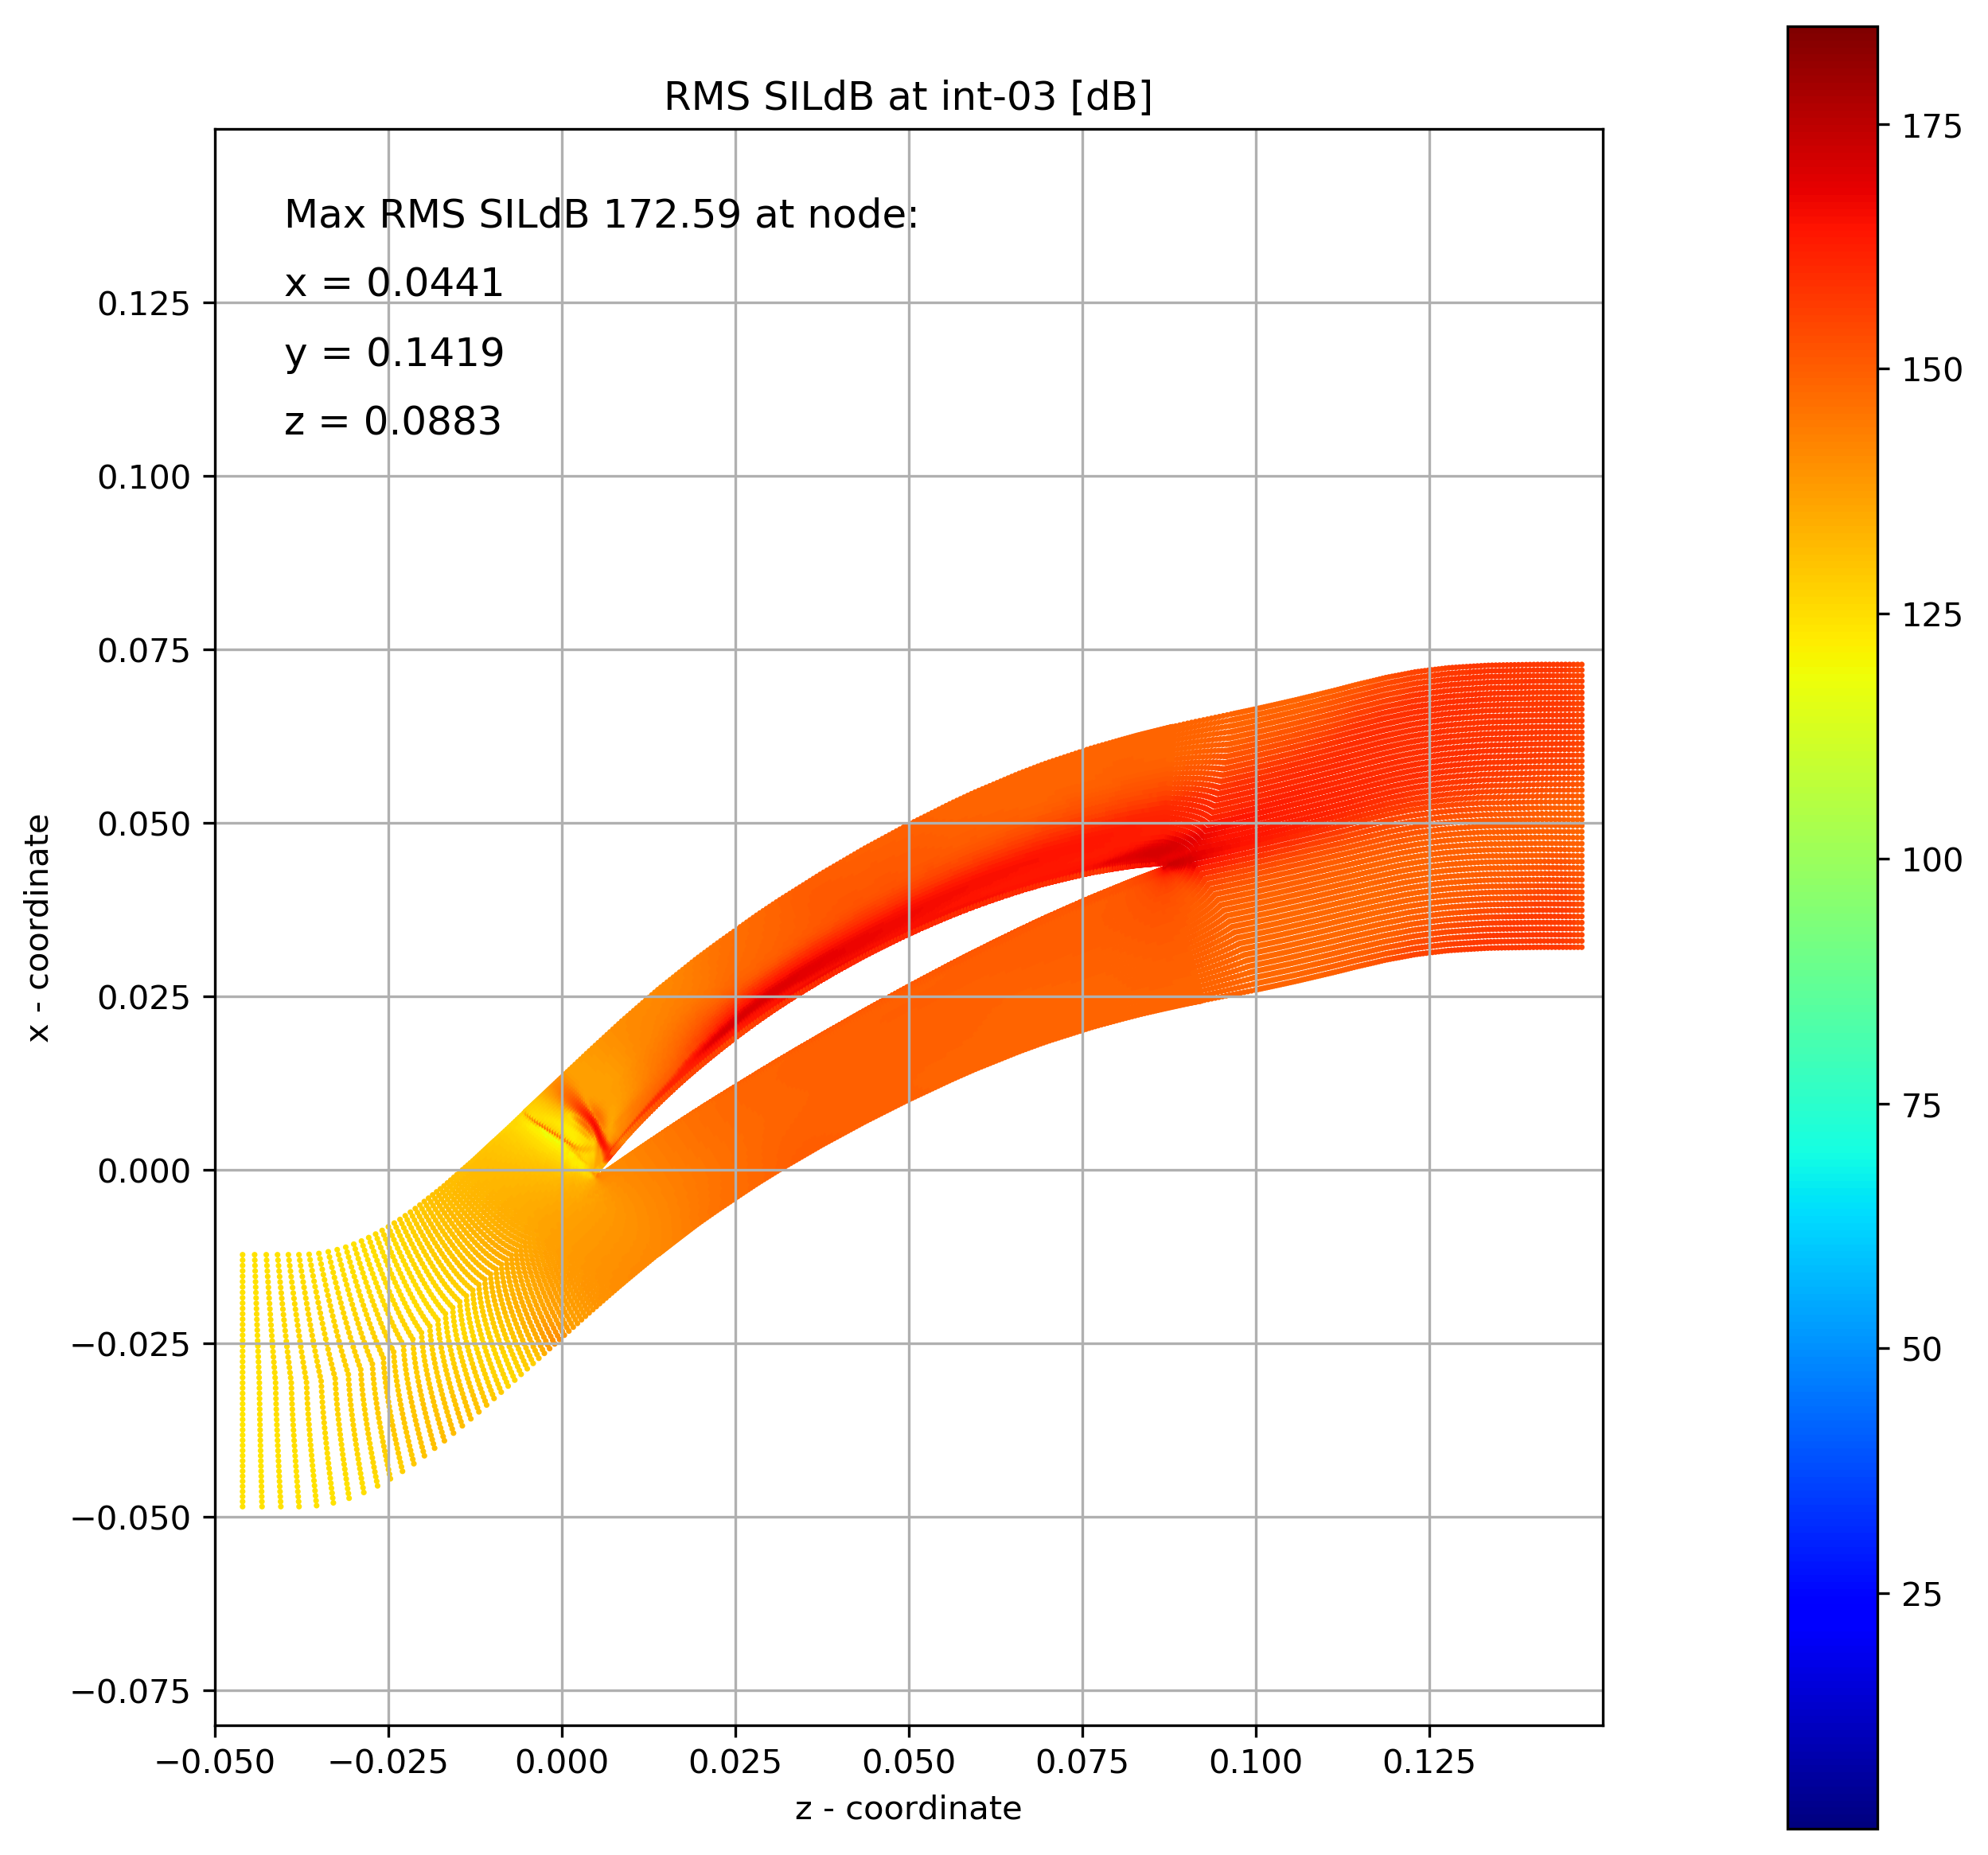 RMS SILdB at int-03 [dB]
Max RMS SILdB 172.59 at node:
x = 0.0441
y = 0.1419
z = 0.0883
x - coordinate
0.125
0.100
0.075
0.050
0.025
0.000
−0.025
−0.050
−0.075
−0.050 −0.025 0.000 0.025 0.050 0.075 0.100 0.125
z - coordinate
175
150
125
100
75
50
25